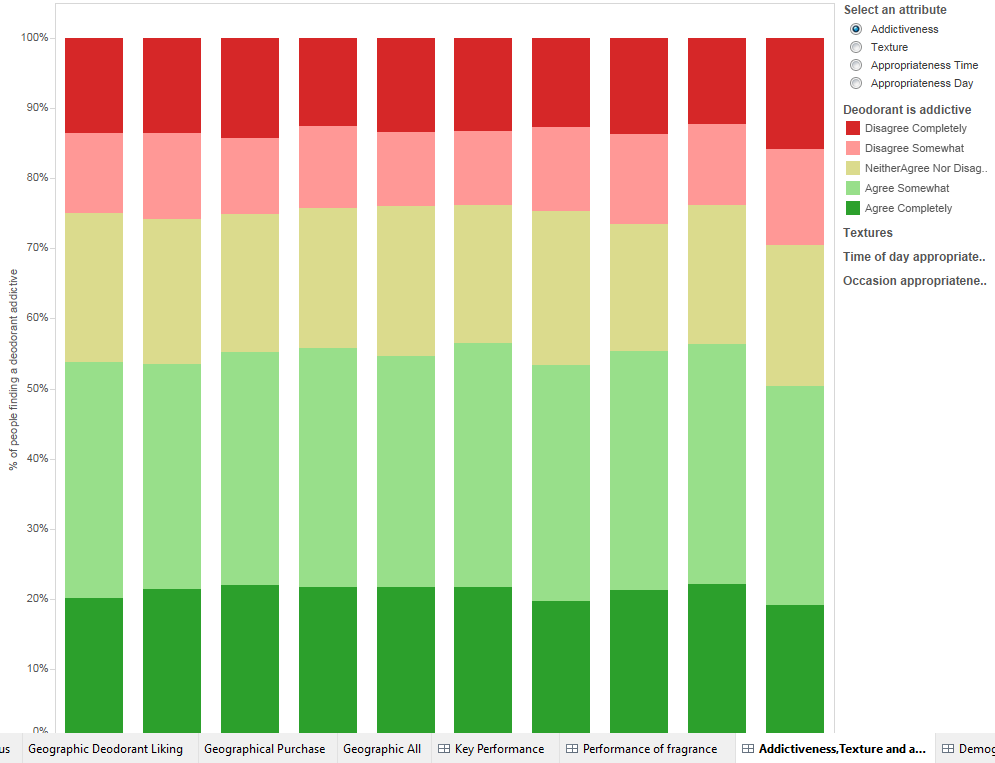 % of people finding a deodorant addictive
100%
90%
80%
70%
60%
50%
40%
30%
20%
10%
0%
Select an attribute
Addictiveness
Texture
Appropriateness Time
Appropriateness Day
Deodorant is addictive
Disagree Completely
Disagree Somewhat
NeitherAgree Nor Disag..
Agree Somewhat
Agree Completely
Textures
Time of day appropriate..
Occasion appropriatene..
us Geographic Deodorant Liking Geographical Purchase Geographic All Key Performance Performance of fragrance Addictiveness,Texture and a... Demog